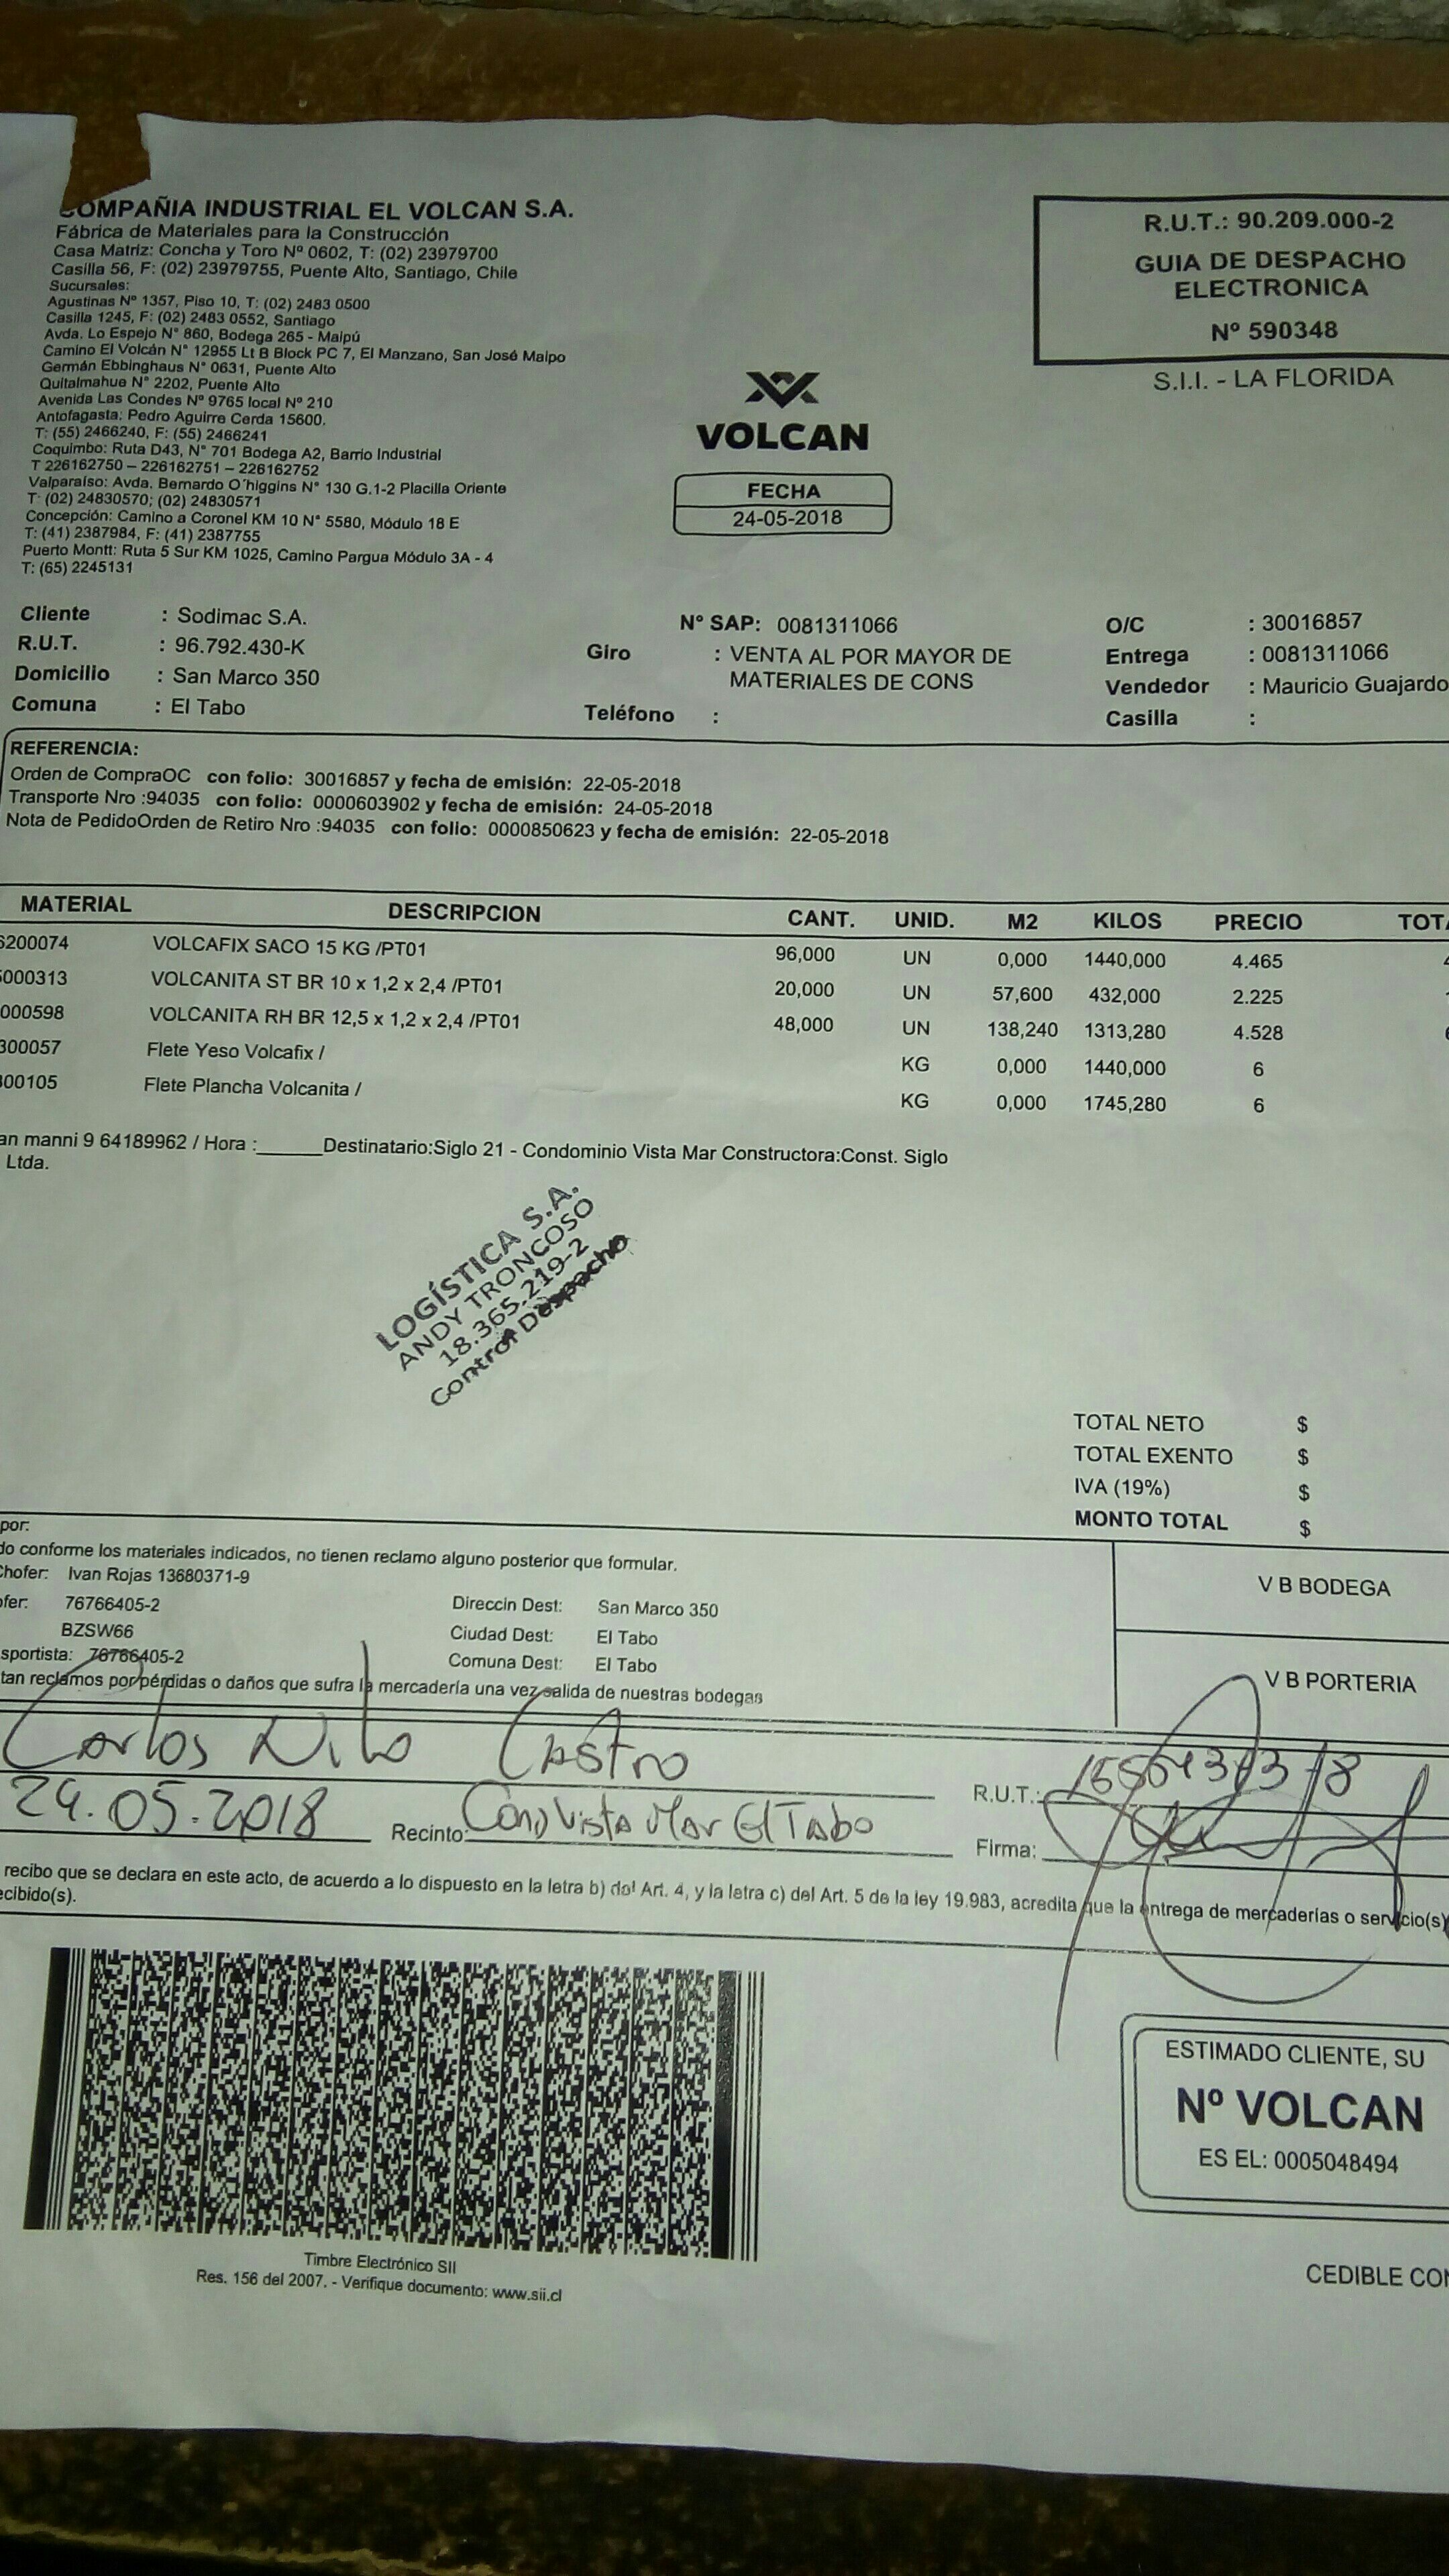 COMPAÑIA INDUSTRIAL EL VOLCAN S.A.
Fábrica de Materiales para la Construcción
Casa Matriz: Concha y Toro Nº 0602, T: (02) 23979700
Casilla 56, F: (02) 23979755, Puente Alto, Santiago, Chile
Sucursales:
Agustinas Nº 1357, Piso 10, T: (02) 2483 0500
Casilla 1245, F: (02) 2483 0552, Santiago
Avda. Lo Espejo N° 860, Bodega 265 - Maipú
Camino El Volcán N° 12955 Lt B Block PC 7, El Manzano, San José Maipo
Germán Ebbinghaus N° 0631, Puente Alto
Quitalmahue N° 2202, Puente Alto
Avenida Las Condes Nº 9765 local Nº 210
Antofagasta: Pedro Aguirre Cerda 15600.
T: (55) 2466240, F: (55) 2466241
Coquimbo: Ruta D43, N° 701 Bodega A2, Barrio Industrial
T 226162750 – 226162751 – 226162752
Valparaíso: Avda. Bernardo O´higgins N° 130 G.1-2 Placilla Oriente
T: (02) 24830570; (02) 24830571
Concepción: Camino a Coronel KM 10 N° 5580, Módulo 18 E
T: (41) 2387984, F: (41) 2387755
Puerto Montt: Ruta 5 Sur KM 1025, Camino Pargua Módulo 3A - 4
T: (65) 2245131
R.U.T.: 90.209.000-2
GUIA DE DESPACHO
ELECTRONICA
Nº 590348
S.I.I. - LA FLORIDA
VOLCAN
FECHA
24-05-2018
Cliente : Sodimac S.A.
R.U.T. : 96.792.430-K
Domicilio : San Marco 350
Comuna : El Tabo
N° SAP: 0081311066
Giro : VENTA AL POR MAYOR DE
MATERIALES DE CONS
Teléfono :
O/C : 30016857
Entrega : 0081311066
Vendedor : Mauricio Guajardo
Casilla :
REFERENCIA:
Orden de CompraOC con folio: 30016857 y fecha de emisión: 22-05-2018
Transporte Nro :94035 con folio: 0000603902 y fecha de emisión: 24-05-2018
Nota de PedidoOrden de Retiro Nro :94035 con folio: 0000850623 y fecha de emisión: 22-05-2018
MATERIAL DESCRIPCION CANT. UNID. M2 KILOS PRECIO TOTA
6200074 VOLCAFIX SACO 15 KG /PT01 96,000 UN 0,000 1440,000 4.465
000313 VOLCANITA ST BR 10 x 1,2 x 2,4 /PT01 20,000 UN 57,600 432,000 2.225
000598 VOLCANITA RH BR 12,5 x 1,2 x 2,4 /PT01 48,000 UN 138,240 1313,280 4.528
300057 Flete Yeso Volcafix / KG 0,000 1440,000 6
00105 Flete Plancha Volcanita / KG 0,000 1745,280 6
an manni 9 64189962 / Hora :______Destinatario:Siglo 21 - Condominio Vista Mar Constructora:Const. Siglo
Ltda.
LOGÍSTICA S.A.
ANDY TRONCOSO
18.365.219-2
Control Despacho
TOTAL NETO $
TOTAL EXENTO $
IVA (19%) $
MONTO TOTAL $
por:
do conforme los materiales indicados, no tienen reclamo alguno posterior que formular.
Chofer: Ivan Rojas 13680371-9
ofer: 76766405-2
BZSW66
sportista: 76766405-2
Direccin Dest: San Marco 350
Ciudad Dest: El Tabo
Comuna Dest: El Tabo
tan reclamos por pérdidas o daños que sufra la mercadería una vez salida de nuestras bodegas
V B BODEGA
V B PORTERIA
Carlos Nilo Castro
R.U.T.:
24.05.2018
Recinto: Cond Vista Mar El Tabo
Firma:
recibo que se declara en este acto, de acuerdo a lo dispuesto en la letra b) del Art. 4, y la letra c) del Art. 5 de la ley 19.983, acredita que la entrega de mercaderías o servicio(s)
ecibido(s).
Timbre Electrónico SII
Res. 156 del 2007. - Verifique documento: www.sii.cl
ESTIMADO CLIENTE, SU
Nº VOLCAN
ES EL: 0005048494
CEDIBLE CON